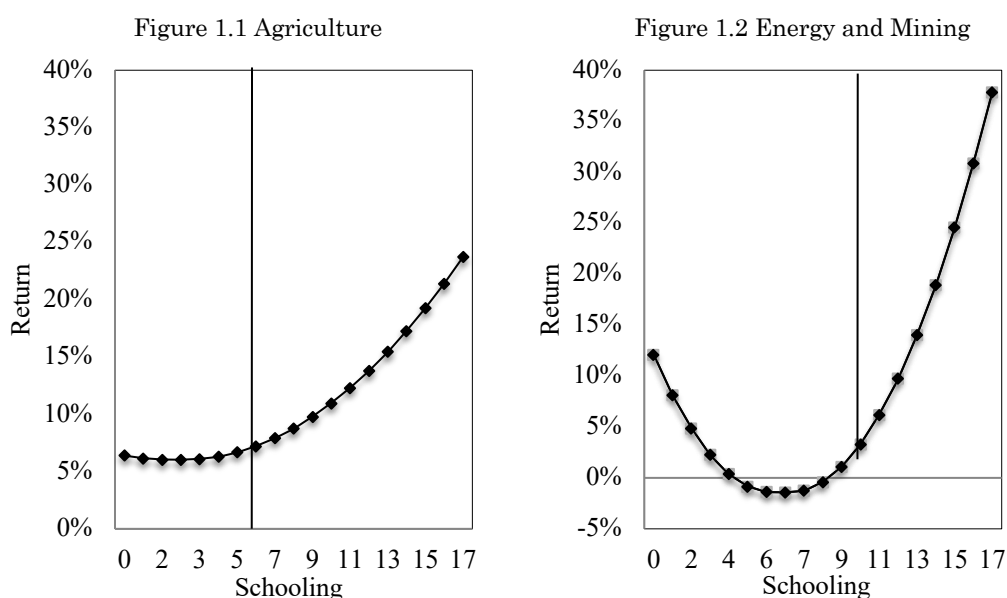 Figure 1.1 Agriculture
40%
35%
30%
25%
20%
15%
10%
5%
0%
Return
0 2 3 5 7 9 11 13 15 17
Schooling
Figure 1.2 Energy and Mining
40%
35%
30%
25%
20%
15%
10%
5%
0%
-5%
Return
0 2 4 6 7 9 11 13 15 17
Schooling